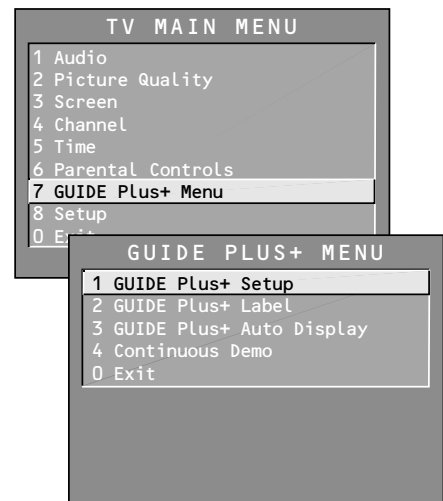 TV MAIN MENU
1 Audio
2 Picture Quality
3 Screen
4 Channel
5 Time
6 Parental Controls
7 GUIDE Plus+ Menu
8 Setup
0
GUIDE PLUS+ MENU
1 GUIDE Plus+ Setup
2 GUIDE Plus+ Label
3 GUIDE Plus+ Auto Display
4 Continuous Demo
0 Exit